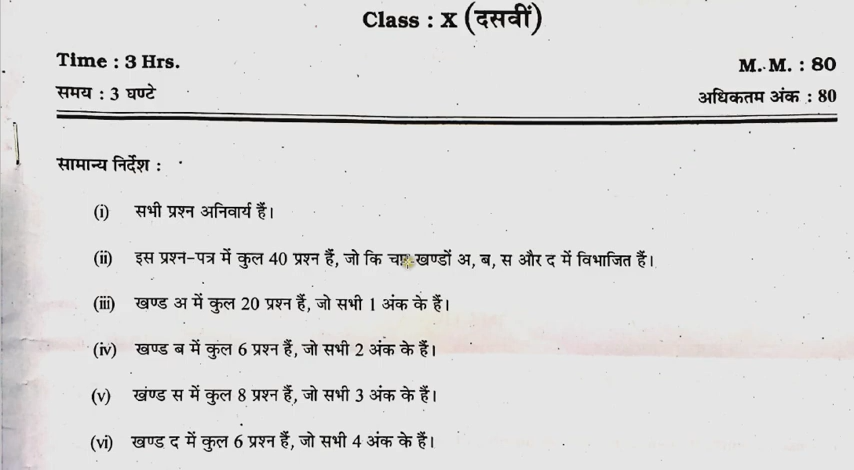 Class : X (दसवीं)
Time : 3 Hrs. M. M. : 80
समय : 3 घण्टे अधिकतम अंक : 80
सामान्य निर्देश :
(i) सभी प्रश्न अनिवार्य हैं।
(ii) इस प्रश्न-पत्र में कुल 40 प्रश्न हैं, जो कि खण्डों अ, ब, स और द में विभाजित हैं।
(iii) खण्ड अ में कुल 20 प्रश्न हैं, जो सभी 1 अंक के हैं।
(iv) खण्ड ब में कुल 6 प्रश्न हैं, जो सभी 2 अंक के हैं।
(v) खंण्ड स में कुल 8 प्रश्न हैं, जो सभी 3 अंक के हैं।
(vi) खण्ड द में कुल 6 प्रश्न हैं, जो सभी 4 अंक के हैं।